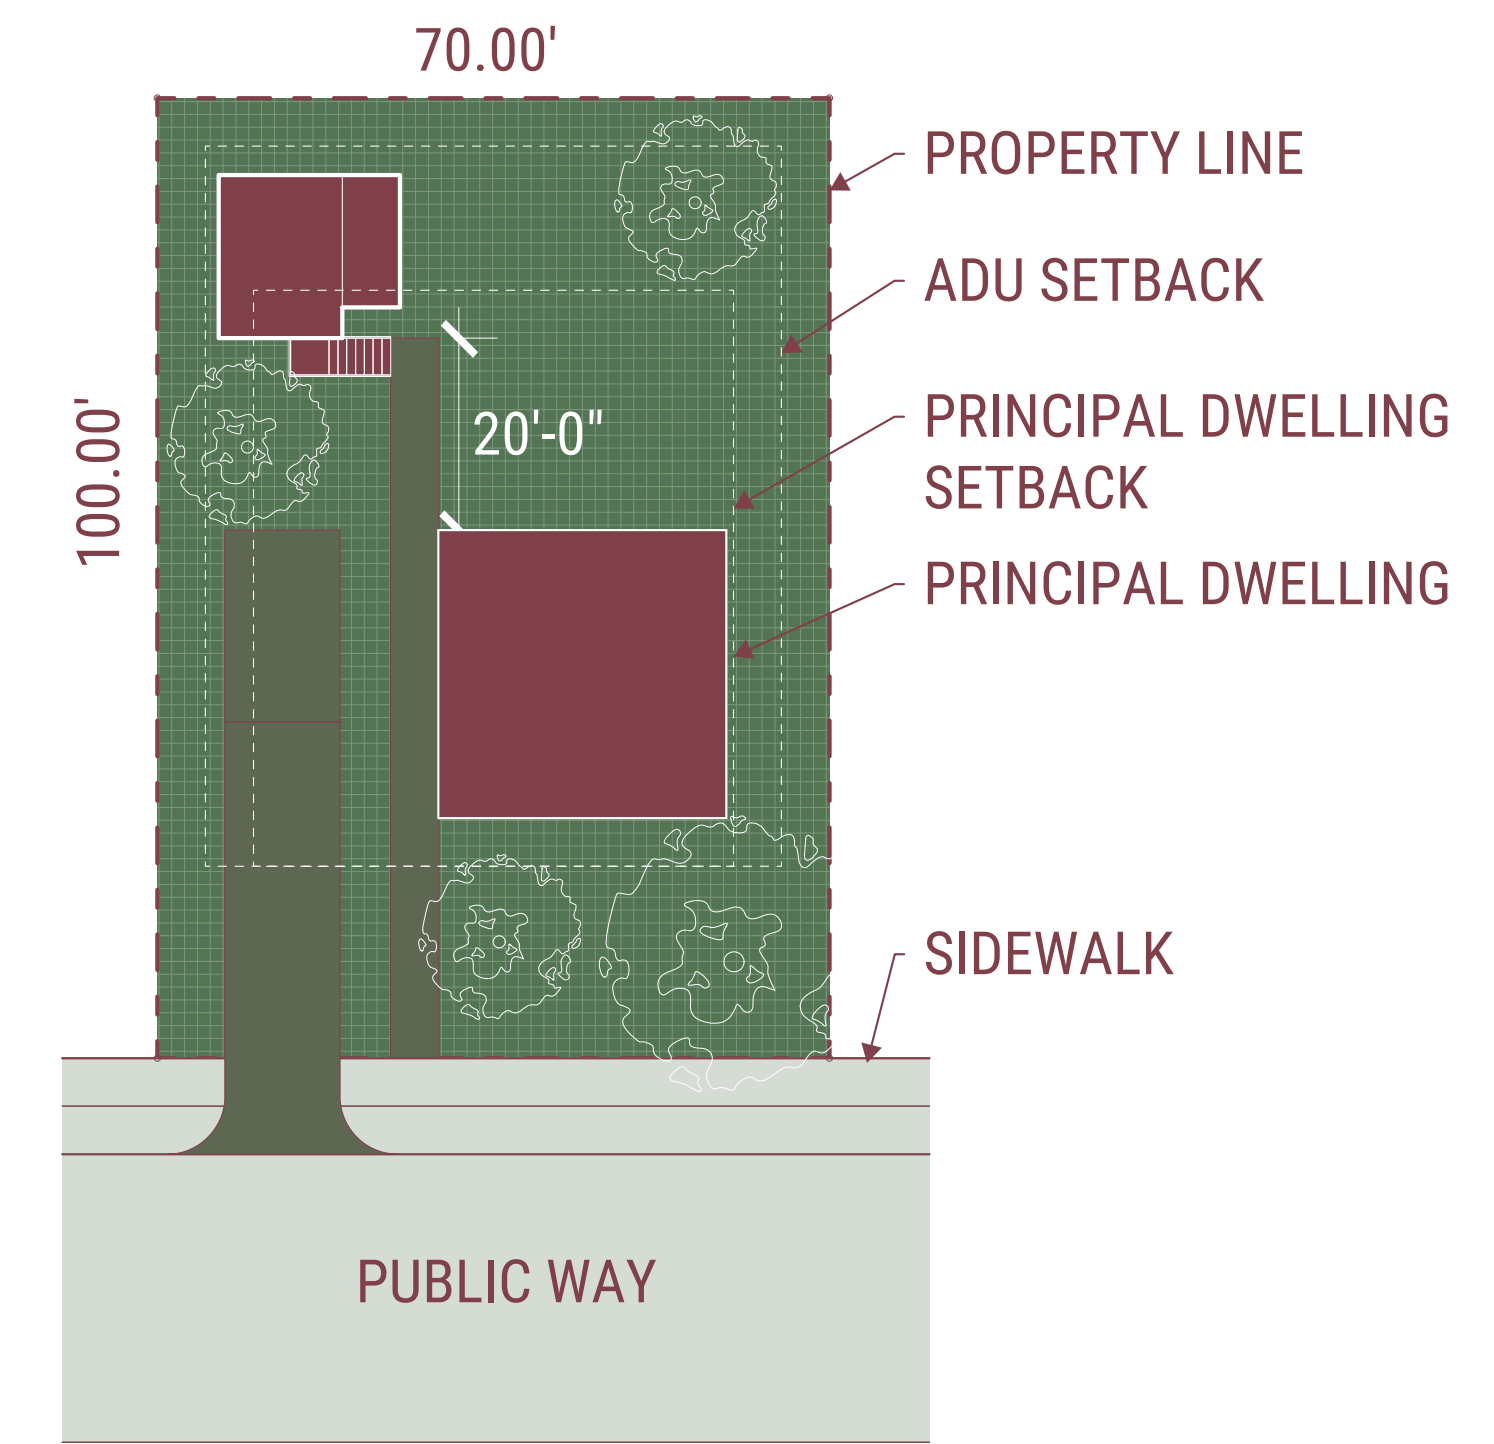 70.00'
PROPERTY LINE
ADU SETBACK
PRINCIPAL DWELLING
SETBACK
100.00'
20'-0"
PRINCIPAL DWELLING
SIDEWALK
PUBLIC WAY